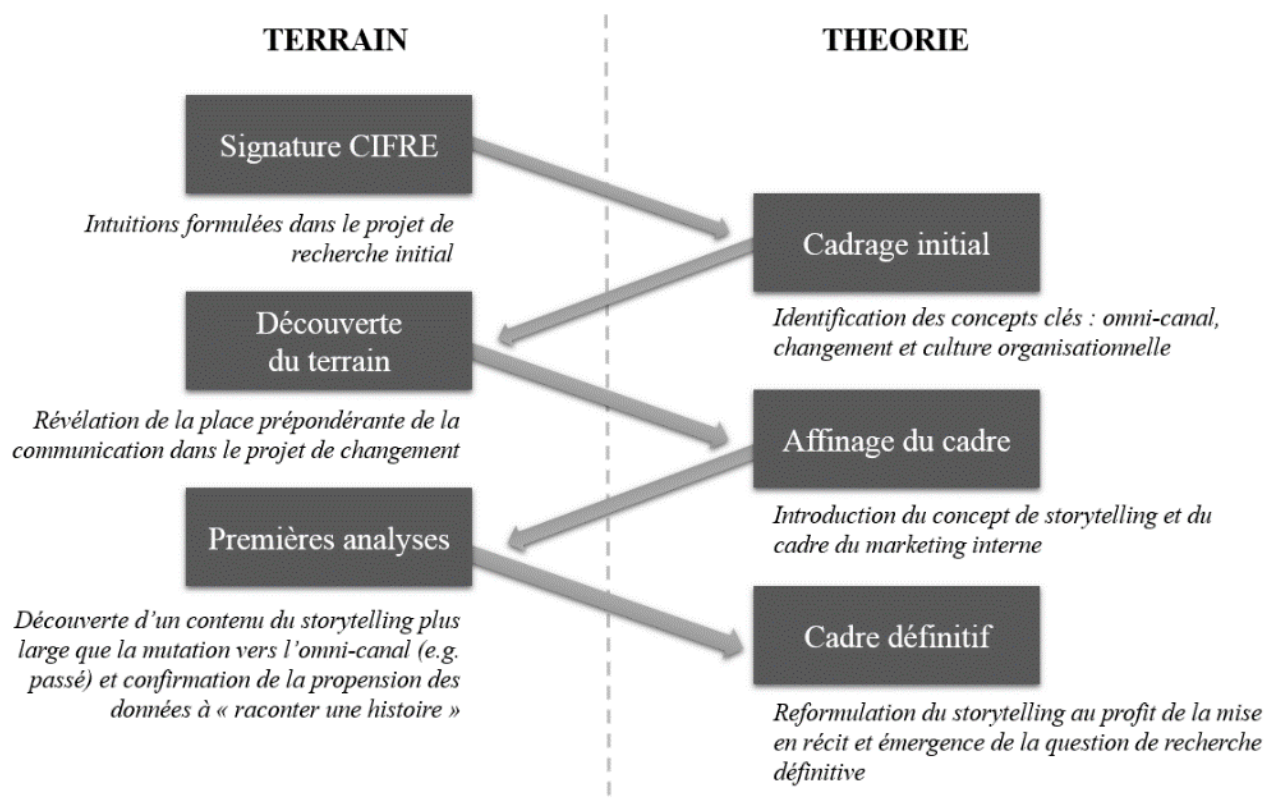 TERRAIN
THEORIE
Signature CIFRE
Intuitions formulées dans le projet de
recherche initial
Cadrage initial
Identification des concepts clés : omni-canal,
changement et culture organisationnelle
Découverte
du terrain
Révélation de la place prépondérante de la
communication dans le projet de changement
Affinage du cadre
Introduction du concept de storytelling et du
cadre du marketing interne
Premières analyses
Découverte d’un contenu du storytelling plus
large que la mutation vers l’omni-canal (e.g.
passé) et confirmation de la propension des
données à « raconter une histoire »
Cadre définitif
Reformulation du storytelling au profit de la mise
en récit et émergence de la question de recherche
définitive